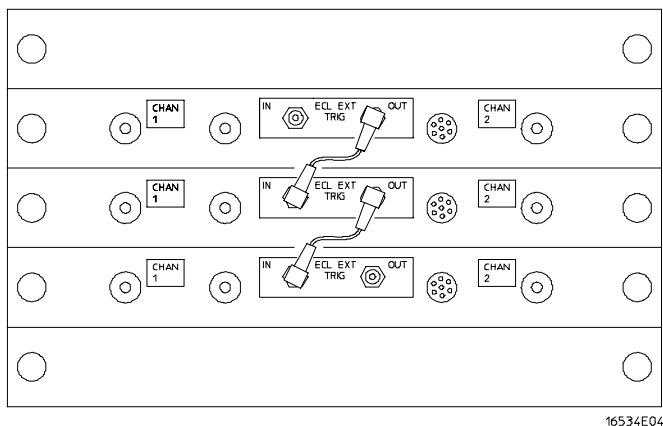 CHAN
1
IN
ECL EXT
TRIG
OUT
CHAN
2
CHAN
1
IN
ECL EXT
TRIG
OUT
CHAN
2
CHAN
1
IN
ECL EXT
TRIG
OUT
CHAN
2
16534E04